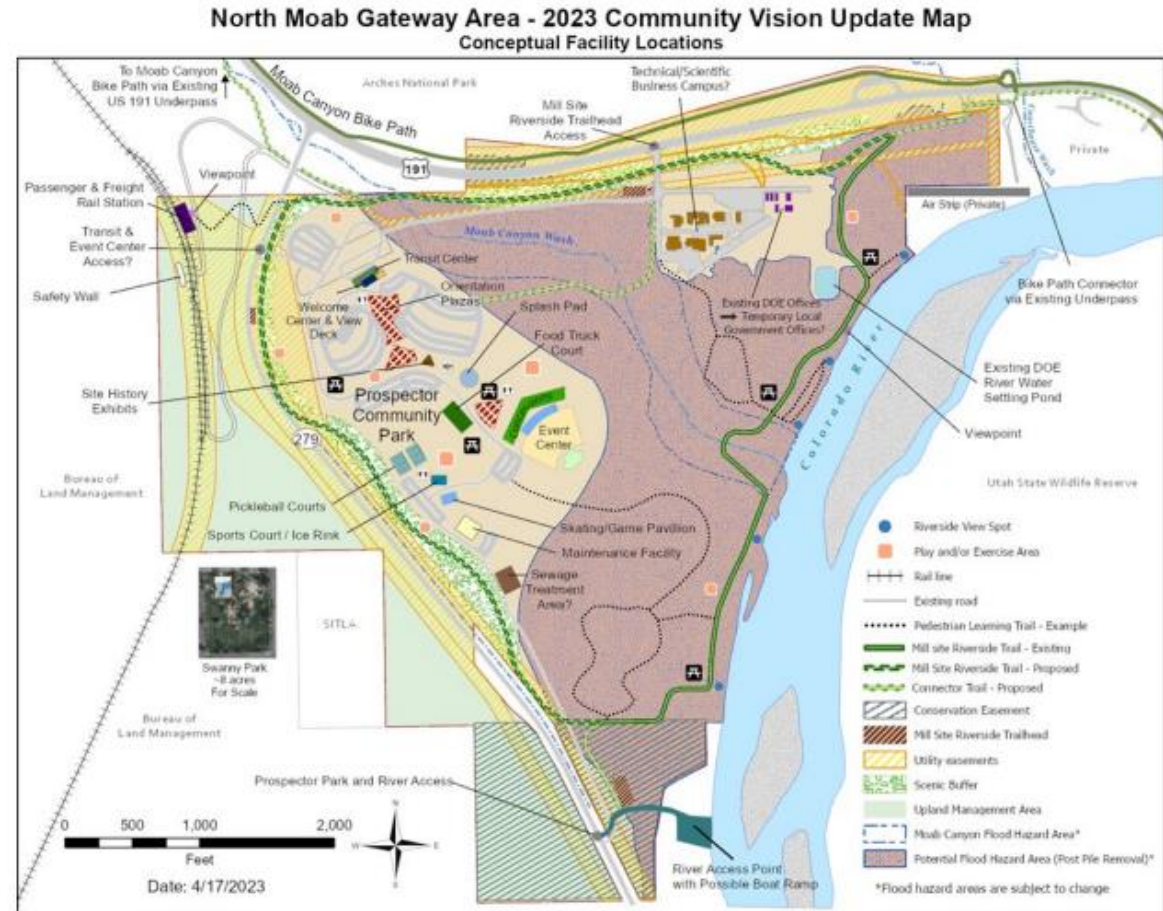 North Moab Gateway Area - 2023 Community Vision Update Map
Conceptual Facility Locations
To Moab Canyon
Bike Path via Existing
US 191 Underpass
Arches National Park
Moab Canyon Bike Path
191
Technical/Scientific
Business Campus?
Mill Site
Riverside Trailhead
Access
Private
Viewpoint
Passenger & Freight
Rail Station
Transit &
Event Center
Access?
Safety Wall
Air Strip (Private)
Moab Canyon Wash
Transit Center
Welcome
Center & View
Deck
Orientation
Plazas
Splash Pad
Food Truck
Court
Existing DOE Offices
Temporary Local
Government Offices?
Bike Path Connector
via Existing Underpass
Existing DOE
River Water
Settling Pond
Viewpoint
Colorado River
Site History
Exhibits
Prospector
Community
Park
Event
Center
279
Bureau of
Land Management
Utah State Wildlife Reserve
Pickleball Courts
Sports Court / Ice Rink
Skating/Game Pavilion
Maintenance Facility
Sewage
Treatment
Area?
SITLA
Swanny Park
~8 acres
For Scale
Bureau of
Land Management
Prospector Park and River Access
River Access Point
with Possible Boat Ramp
0 500 1,000 2,000
Feet
N
W E
S
Date: 4/17/2023
Riverside View Spot
Play and/or Exercise Area
Rail line
Existing road
Pedestrian Learning Trail - Example
Mill site Riverside Trail - Existing
Mill Site Riverside Trail - Proposed
Connector Trail - Proposed
Conservation Easement
Mill Site Riverside Trailhead
Utility easements
Scenic Buffer
Upland Management Area
Moab Canyon Flood Hazard Area*
Potential Flood Hazard Area (Post Pile Removal)*
*Flood hazard areas are subject to change